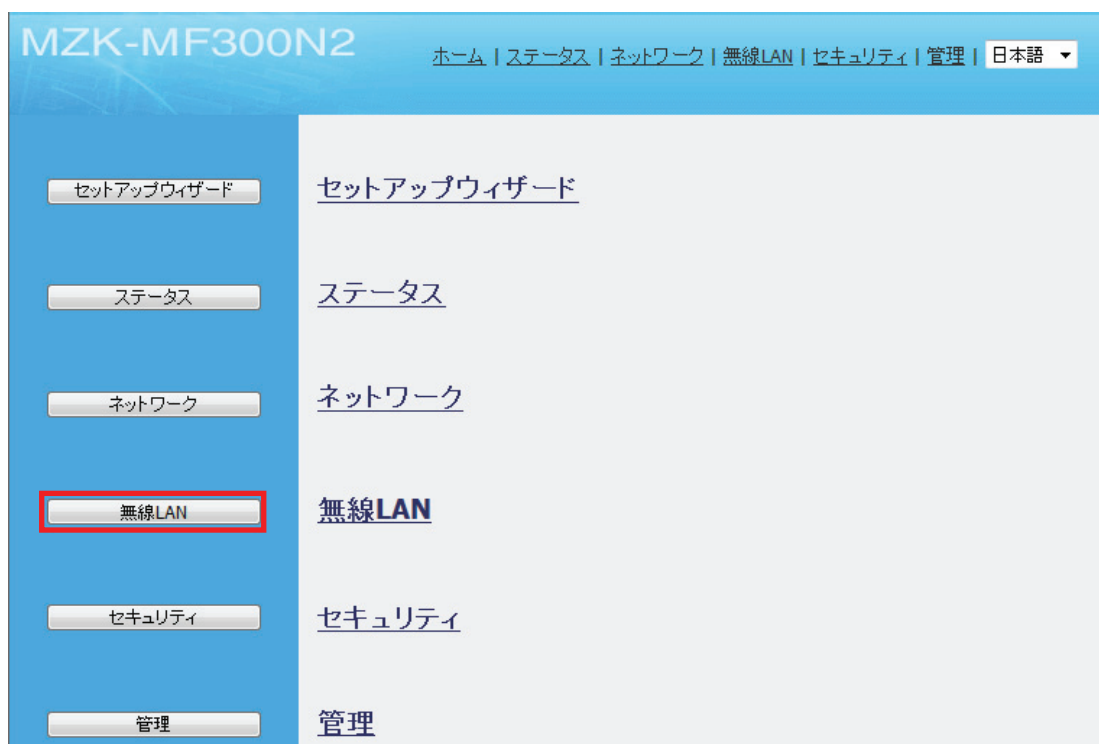 MZK-MF300N2
ホーム | ステータス | ネットワーク | 無線LAN | セキュリティ | 管理 | 日本語
セットアップウィザード
セットアップウィザード
ステータス
ステータス
ネットワーク
ネットワーク
無線LAN
無線LAN
セキュリティ
セキュリティ
管理
管理